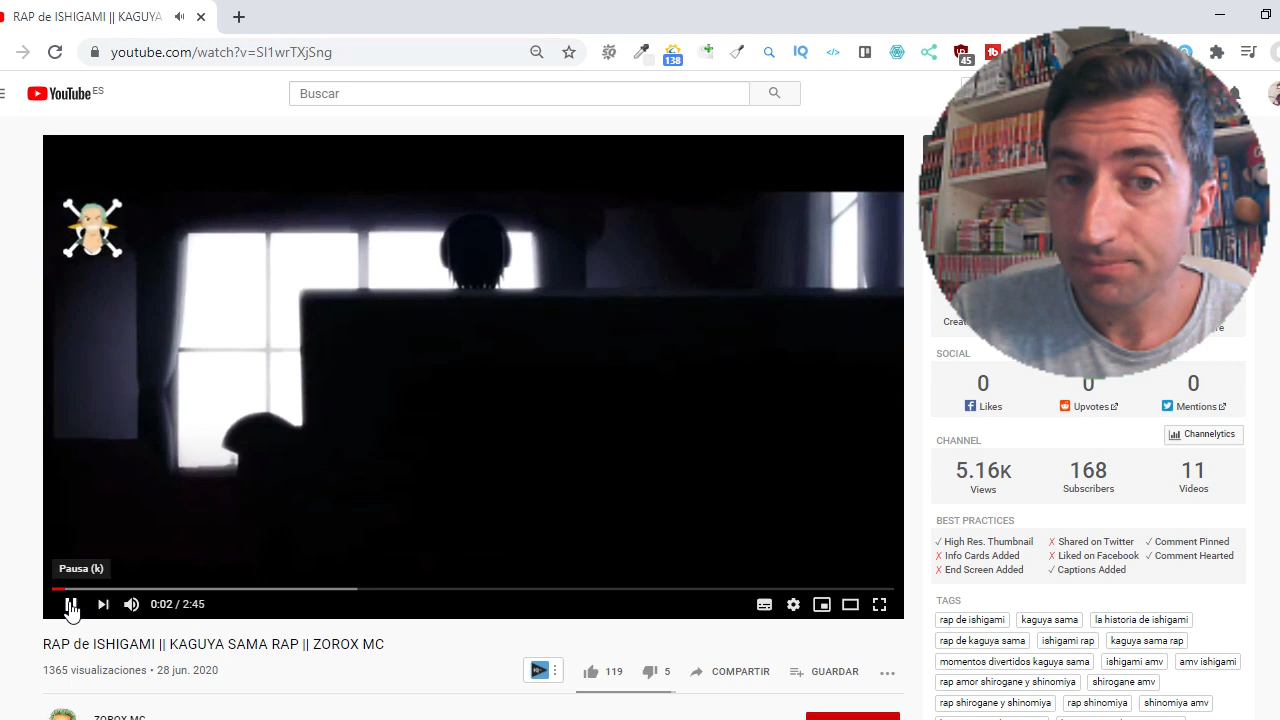 RAP de ISHIGAMI || KAGUYA
youtube.com/watch?v=SI1wrTXjSng
138
IQ
45
YouTube ES
Buscar
SOCIAL
0 0 0
Likes Upvotes Mentions
CHANNEL
Channelytics
5.16K 168 11
Views Subscribers Videos
BEST PRACTICES
✓ High Res. Thumbnail ✗ Shared on Twitter ✓ Comment Pinned
✗ Info Cards Added ✗ Liked on Facebook ✓ Comment Hearted
✗ End Screen Added ✓ Captions Added
TAGS
rap de ishigami kaguya sama la historia de ishigami
rap de kaguya sama ishigami rap kaguya sama rap
momentos divertidos kaguya sama ishigami amv amv ishigami
rap amor shirogane y shinomiya shirogane amv
rap shirogane y shinomiya rap shinomiya shinomiya amv
Pausa (k)
0:02 / 2:45
RAP de ISHIGAMI || KAGUYA SAMA RAP || ZOROX MC
1365 visualizaciones • 28 jun. 2020
119 5 COMPARTIR GUARDAR
ZOROX MC